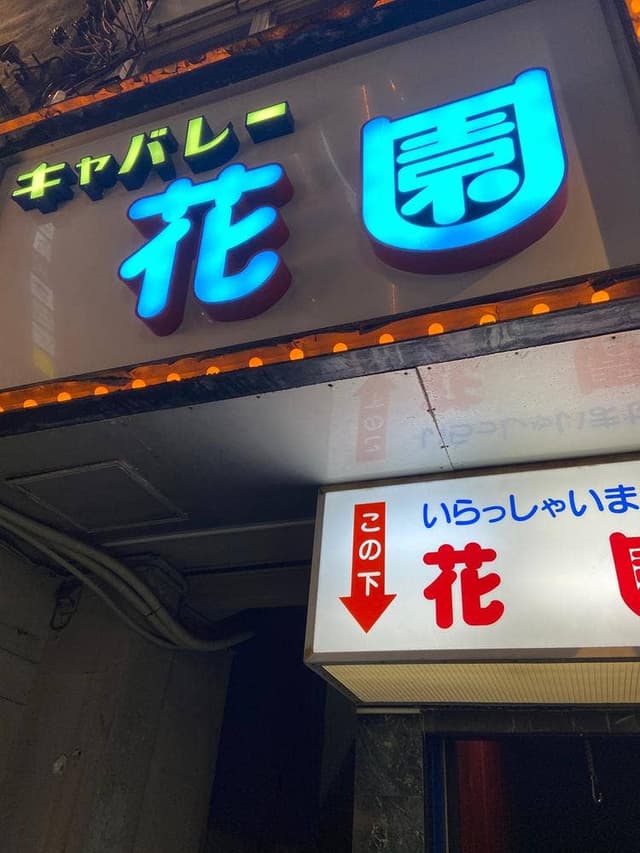 キャバレー
花園
いらっしゃいま
この下
花